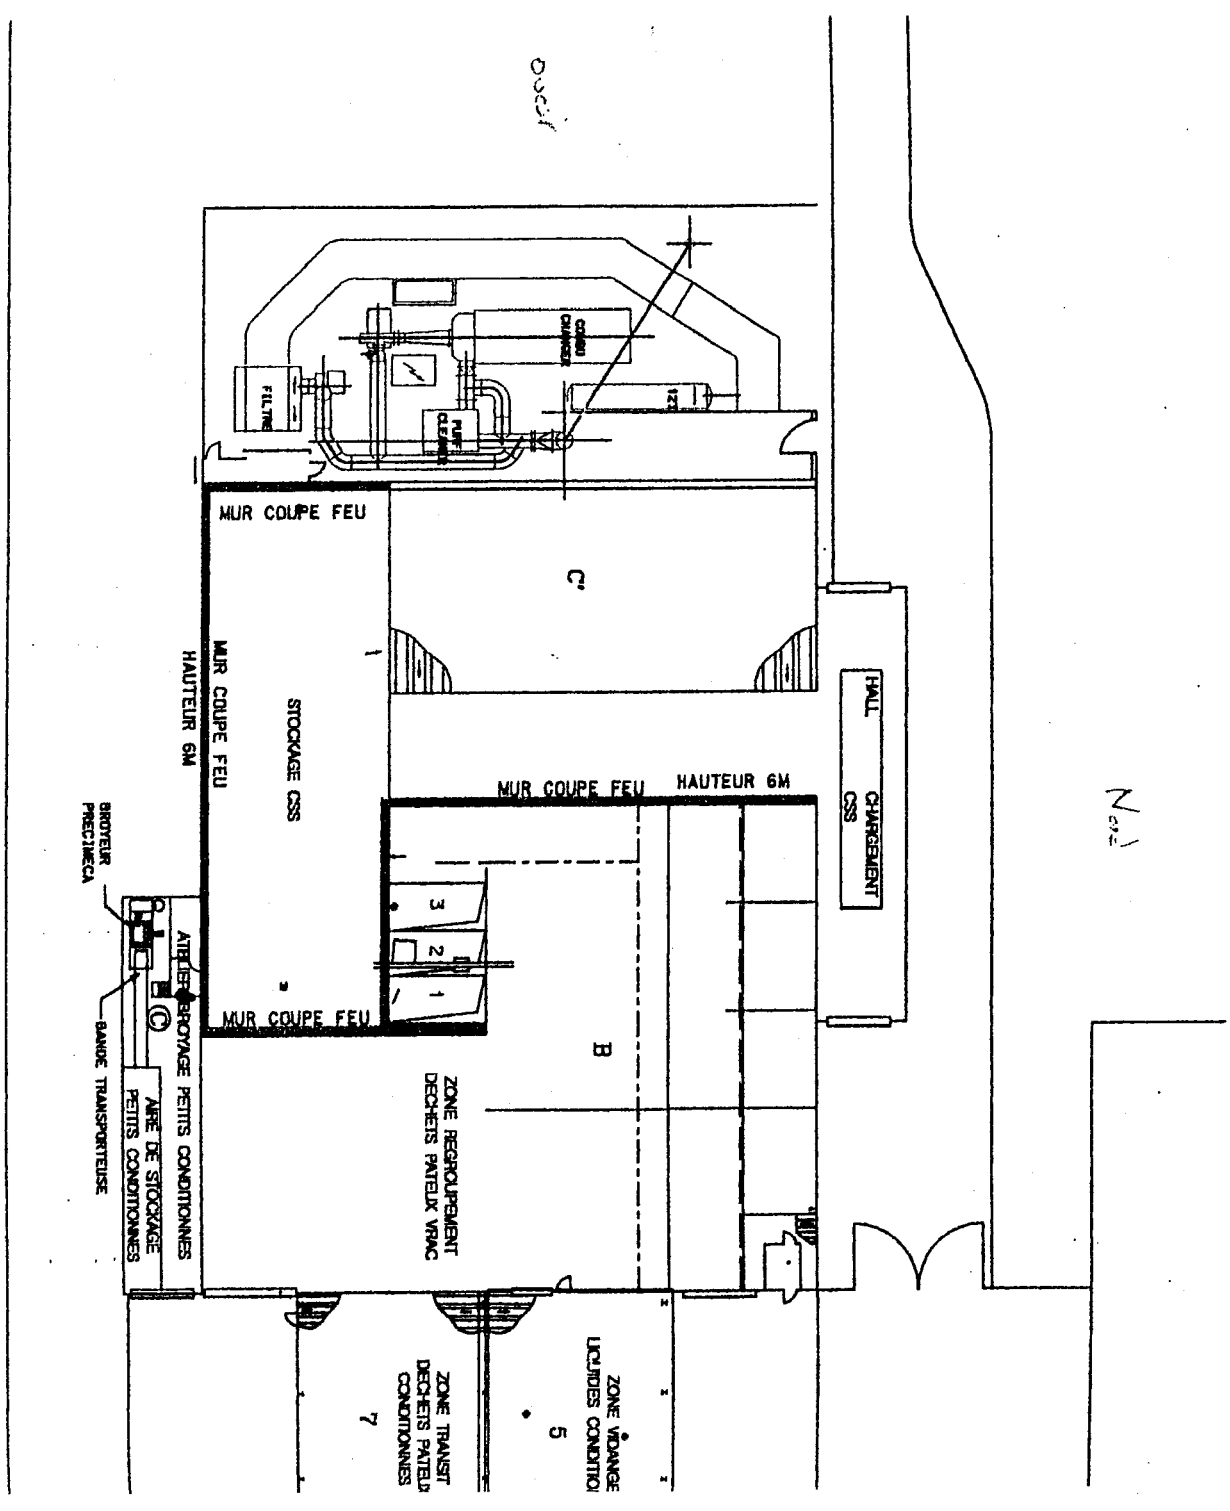 Ouest
Nord
COMBO
CHANGER
FILTRE
PUFF
CLEANER
MUR COUPE FEU
C'
MUR COUPE FEU
HAUTEUR 6M
STOCKAGE CSS
HALL CHARGEMENT
CSS
MUR COUPE FEU HAUTEUR 6M
BROYEUR
PRECIMECA
3
2
1
MUR COUPE FEU
B
C
ATELIER BROYAGE PETITS CONDITIONNES
BANDE TRANSPORTEUSE
AIRE DE STOCKAGE
PETITS CONDITIONNES
ZONE REGROUPEMENT
DECHETS PATEUX VRAC
ZONE TRANSIT
DECHETS PATEUX
CONDITIONNES
7
ZONE VIDANGE
LIQUIDES CONDITIO
5